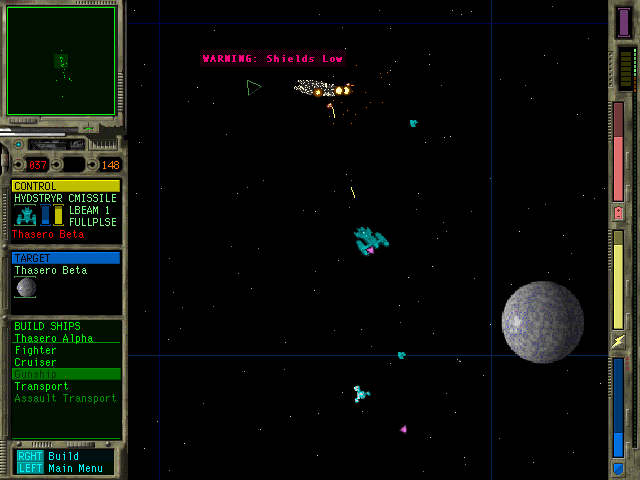 WARNING: Shields Low
037 148
CONTROL
HVDSTRYR CMISSILE
LBEAM 1
FULLPLSE
Thasero Beta
TARGET
Thasero Beta
BUILD SHIPS
Thasero Alpha
Fighter
Cruiser
Gunship
Transport
Assault Transport
RGHT Build
LEFT Main Menu